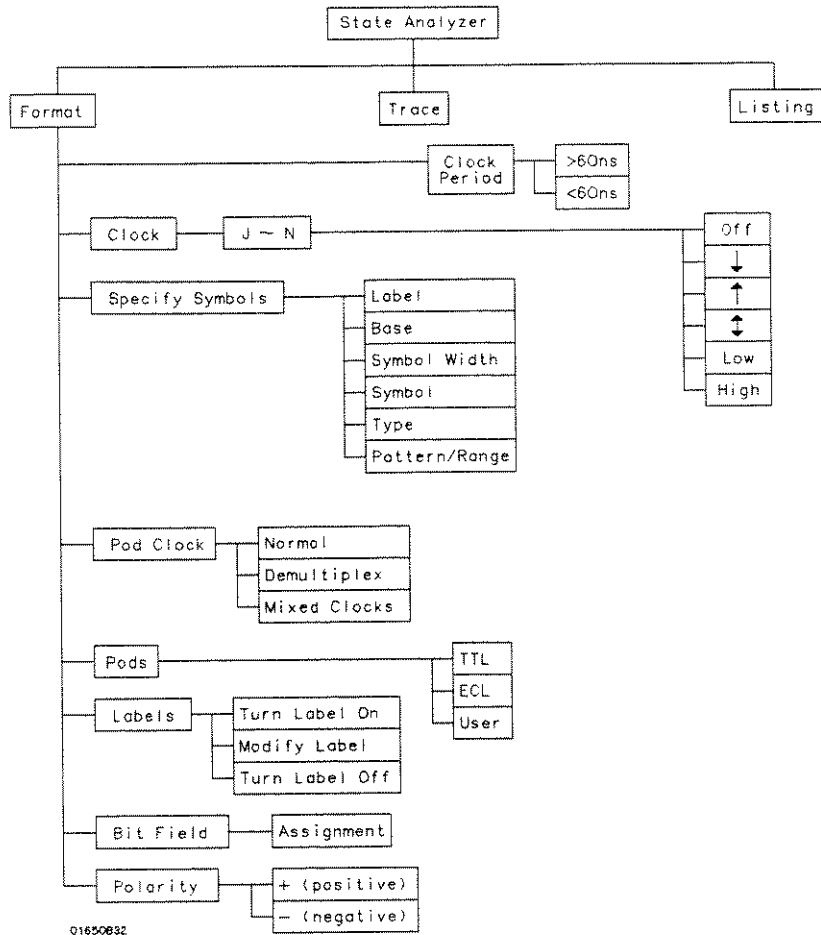 State Analyzer
Format
Trace
Listing
Clock
Period
>60ns
<60ns
Clock
J ~ N
Off
↓
↑
↕
Low
High
Specify Symbols
Label
Base
Symbol Width
Symbol
Type
Pattern/Range
Pod Clock
Normal
Demultiplex
Mixed Clocks
Pods
TTL
ECL
User
Labels
Turn Label On
Modify Label
Turn Label Off
Bit Field
Assignment
Polarity
+ (positive)
- (negative)
01650B32